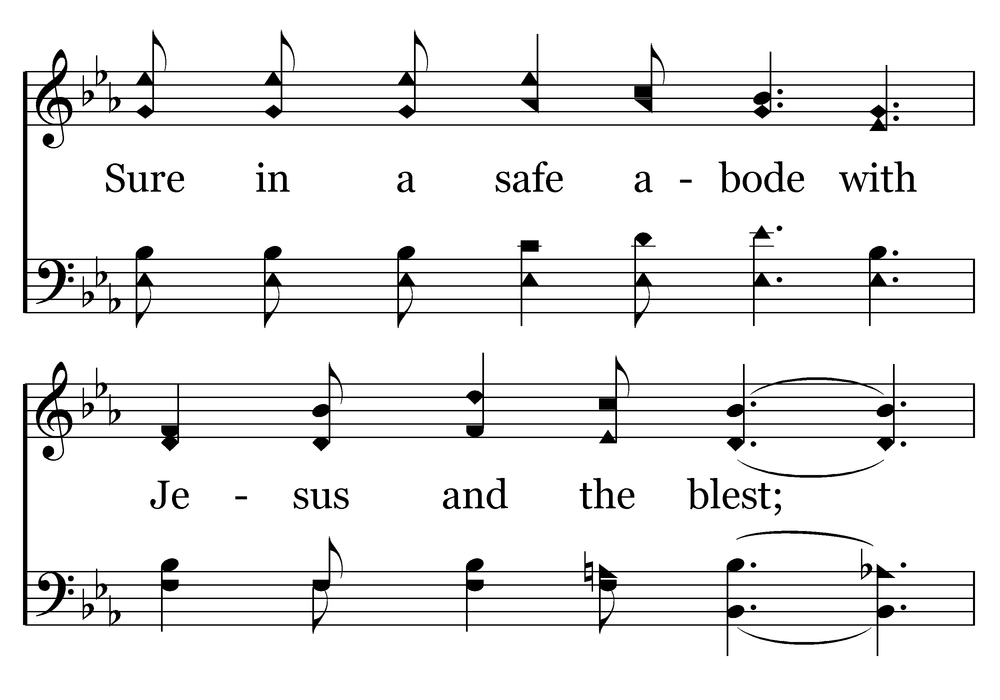 Sure in a safe a - bode with
Je - sus and the blest;